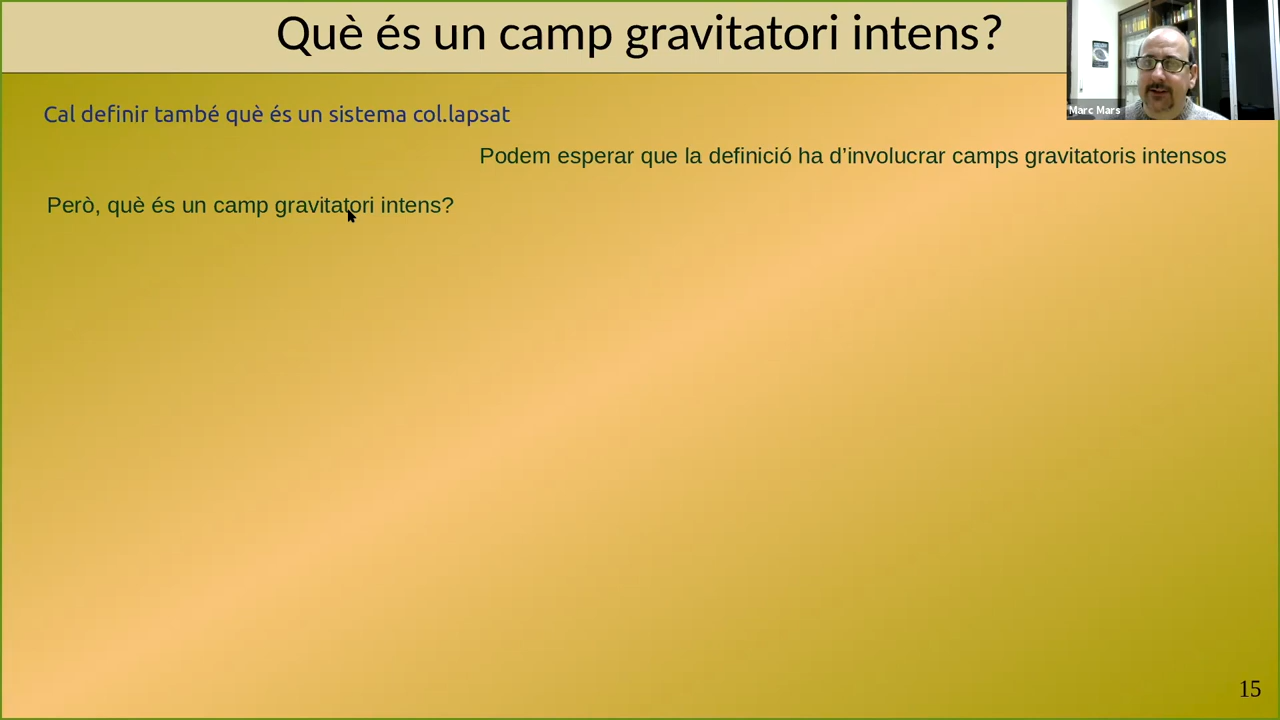 Què és un camp gravitatori intens?
Marc Mars
Cal definir també què és un sistema col.lapsat
Podem esperar que la definició ha d’involucrar camps gravitatoris intensos
Però, què és un camp gravitatori intens?
15